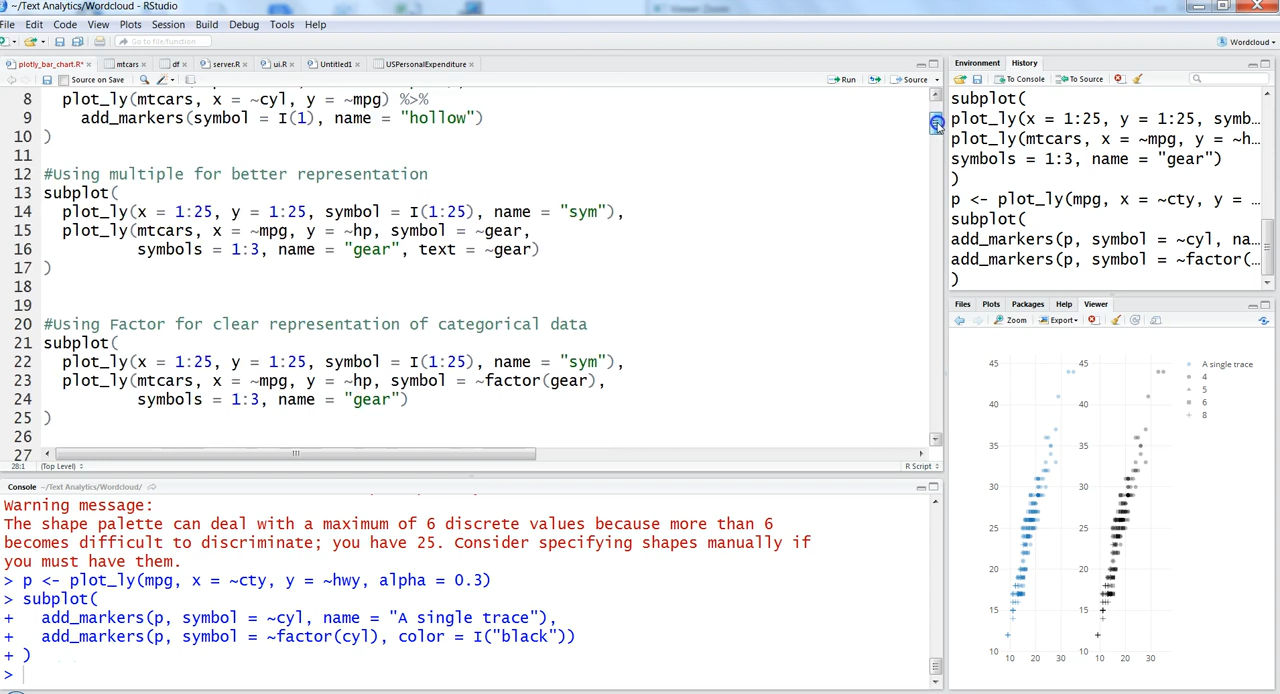 ~/Text Analytics/Wordcloud - RStudio
File Edit Code View Plots Session Build Debug Tools Help
Go to file/function
Wordcloud
plotly_bar_chart.R* mtcars df server.R ui.R Untitled1 USPersonalExpenditure
Source on Save Run Source
8 plot_ly(mtcars, x = ~cyl, y = ~mpg) %>%
9 add_markers(symbol = I(1), name = "hollow")
10 )
11
12 #Using multiple for better representation
13 subplot(
14 plot_ly(x = 1:25, y = 1:25, symbol = I(1:25), name = "sym"),
15 plot_ly(mtcars, x = ~mpg, y = ~hp, symbol = ~gear,
16 symbols = 1:3, name = "gear", text = ~gear)
17 )
18
19
20 #Using Factor for clear representation of categorical data
21 subplot(
22 plot_ly(x = 1:25, y = 1:25, symbol = I(1:25), name = "sym"),
23 plot_ly(mtcars, x = ~mpg, y = ~hp, symbol = ~factor(gear),
24 symbols = 1:3, name = "gear")
25 )
26
27
28:1 (Top Level) R Script
Console ~/Text Analytics/Wordcloud/
Warning message:
The shape palette can deal with a maximum of 6 discrete values because more than 6
becomes difficult to discriminate; you have 25. Consider specifying shapes manually if
you must have them.
> p <- plot_ly(mpg, x = ~cty, y = ~hwy, alpha = 0.3)
> subplot(
+ add_markers(p, symbol = ~cyl, name = "A single trace"),
+ add_markers(p, symbol = ~factor(cyl), color = I("black"))
+ )
>
Environment History
To Console To Source
subplot(
plot_ly(x = 1:25, y = 1:25, symb...
plot_ly(mtcars, x = ~mpg, y = ~h...
symbols = 1:3, name = "gear")
)
p <- plot_ly(mpg, x = ~cty, y = ...
subplot(
add_markers(p, symbol = ~cyl, na...
add_markers(p, symbol = ~factor(...
)
Files Plots Packages Help Viewer
Zoom Export
45 45 A single trace
4
40 40 5
6
35 35 8
30 30
25 25
20 20
15 15
10 10
10 20 30 10 20 30